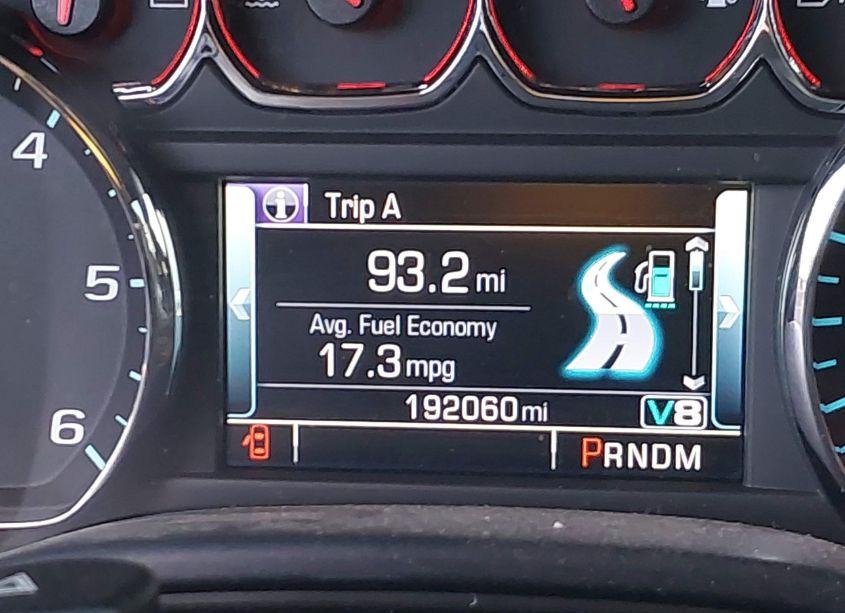 4
5
6
Trip A
93.2 mi
Avg. Fuel Economy
17.3 mpg
192060 mi
V8
PRNDM